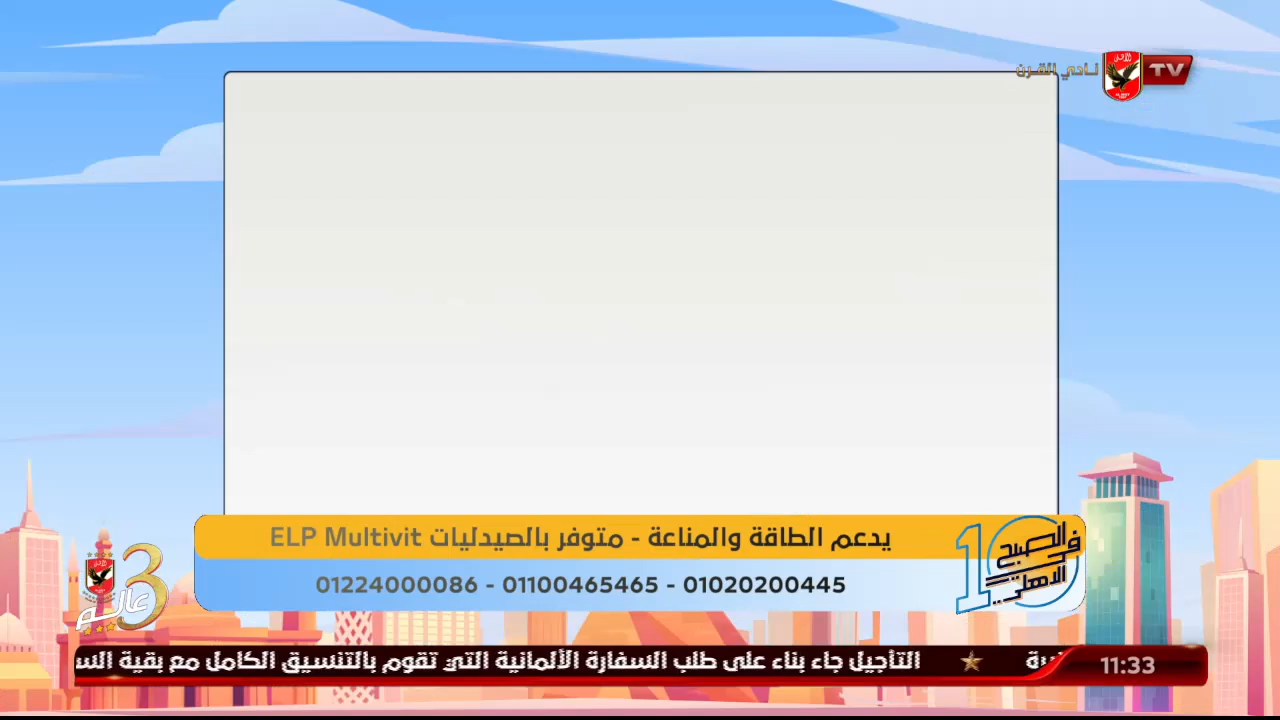 نادي القرن
TV
يدعم الطاقة والمناعة - متوفر بالصيدليات ELP Multivit
01224000086 - 01100465465 - 01020200445
10 الصبح في الأهلي
3 عالم
التأجيل جاء بناء على طلب السفارة الألمانية التي تقوم بالتنسيق الكامل مع بقية
11:33